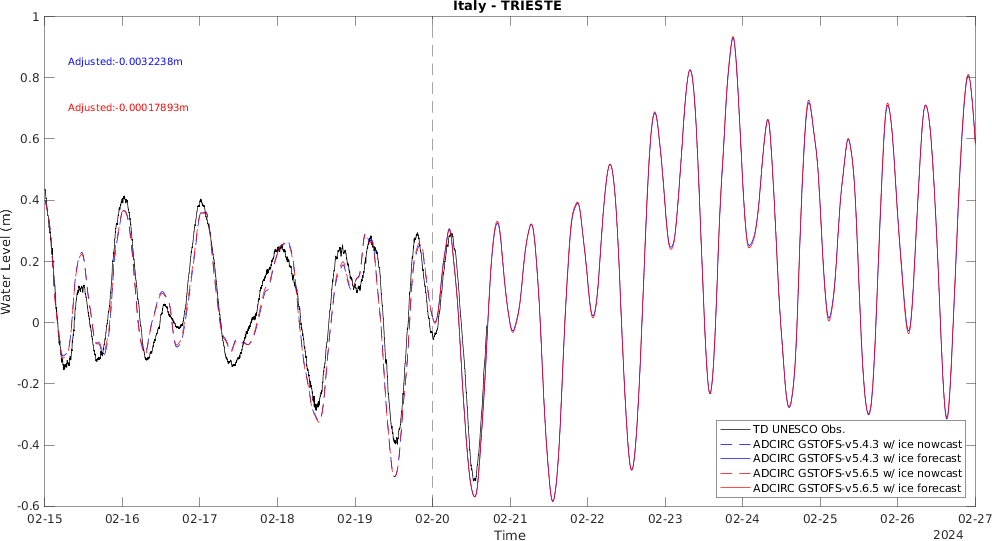 Italy - TRIESTE
Adjusted:-0.0032238m
Adjusted:-0.00017893m
Water Level (m)
1
0.8
0.6
0.4
0.2
0
-0.2
-0.4
-0.6
TD UNESCO Obs.
ADCIRC GSTOFS-v5.4.3 w/ ice nowcast
ADCIRC GSTOFS-v5.4.3 w/ ice forecast
ADCIRC GSTOFS-v5.6.5 w/ ice nowcast
ADCIRC GSTOFS-v5.6.5 w/ ice forecast
02-15 02-16 02-17 02-18 02-19 02-20 02-21 02-22 02-23 02-24 02-25 02-26 02-27
Time
2024